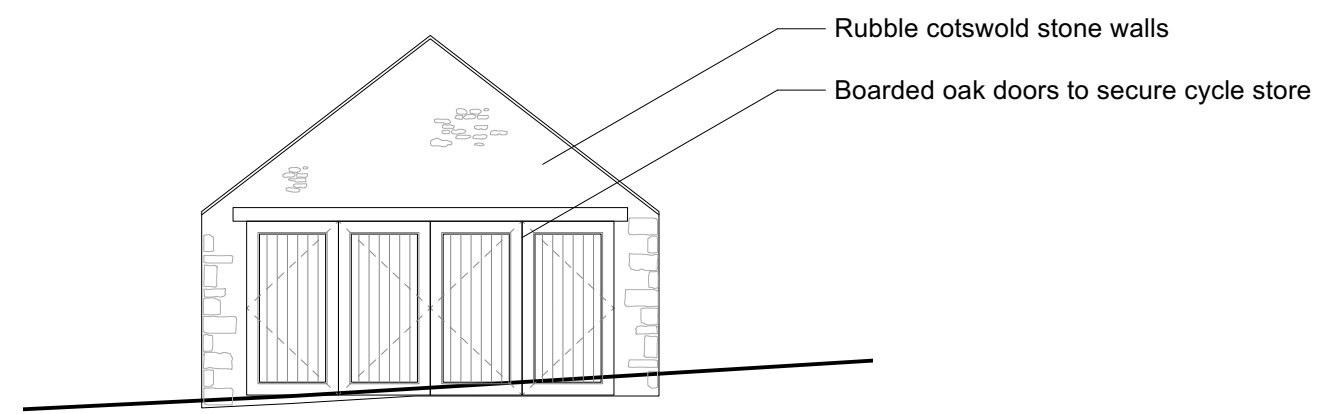 Rubble cotswold stone walls
Boarded oak doors to secure cycle store